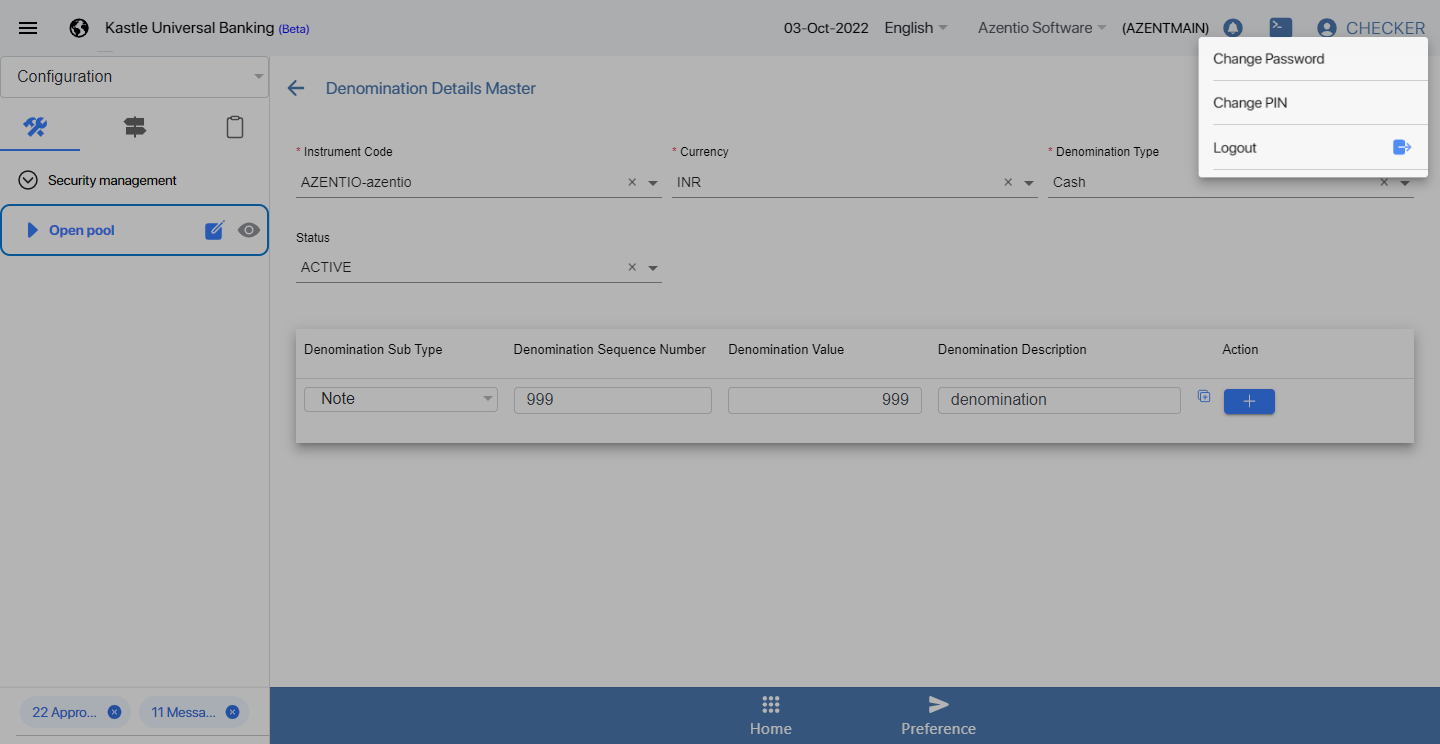 Kastle Universal Banking (Beta)
03-Oct-2022 English Azentio Software (AZENTMAIN) CHECKER
Change Password
Change PIN
Logout
Configuration
Security management
Open pool
Denomination Details Master
* Instrument Code * Currency * Denomination Type
AZENTIO-azentio × INR × Cash ×
Status
ACTIVE ×
Denomination Sub Type Denomination Sequence Number Denomination Value Denomination Description Action
Note 999 999 denomination +
22 Appro... 11 Messa...
Home Preference